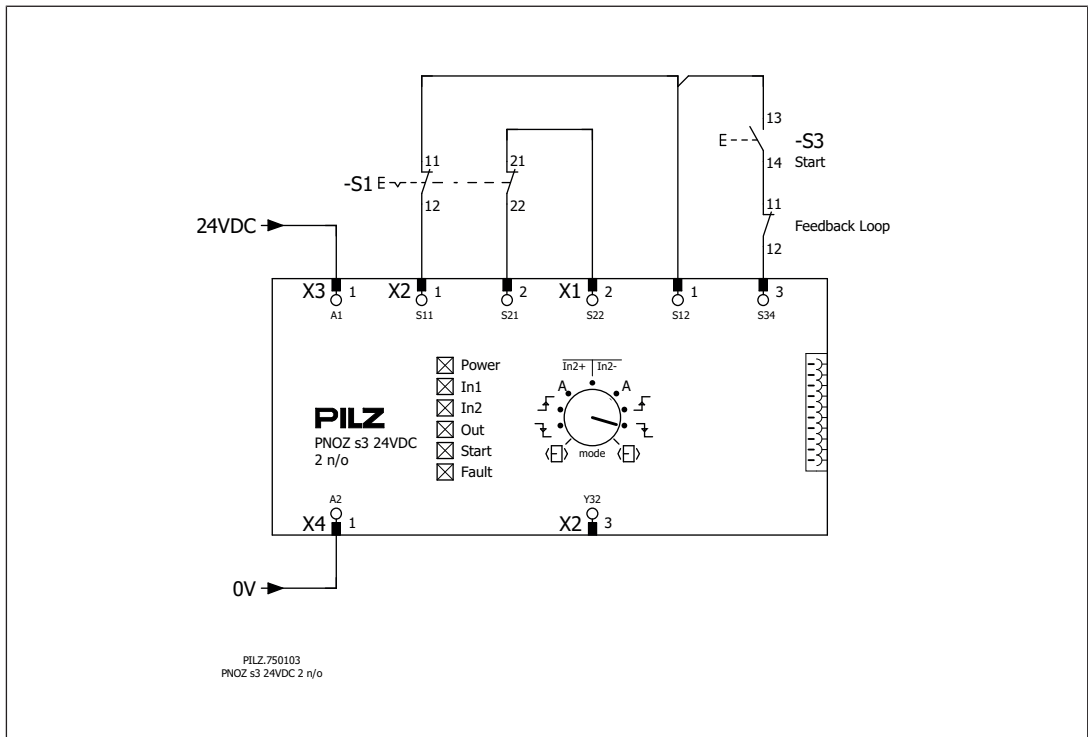 13
-S3
14 Start
11 21
-S1
12 22
11
Feedback Loop
12
24VDC
X3 1 X2 1 2 X1 2 1 3
A1 S11 S21 S22 S12 S34
Power
In1
In2
Out
Start
Fault
In2+ In2-
A A
mode
PILZ
PNOZ s3 24VDC
2 n/o
A2 Y32
X4 1 X2 3
0V
PILZ.750103
PNOZ s3 24VDC 2 n/o